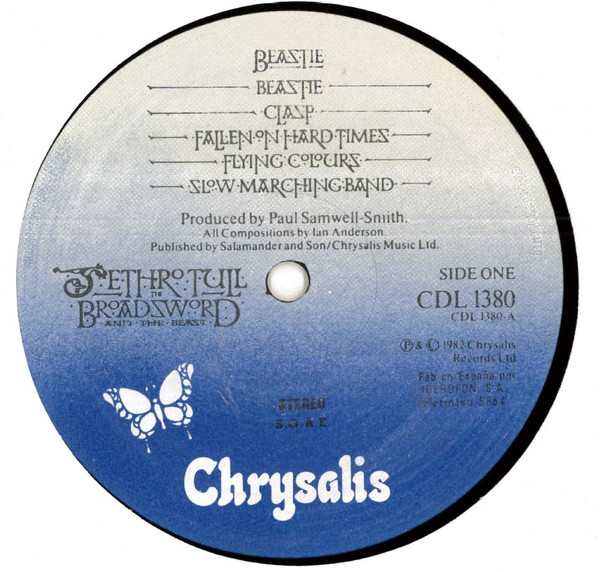 BEASTIE
BEASTIE
CLASP
FALLEN·ON·HARD·TIMES
FLYING·COLOURS
SLOW·MARCHING·BAND
Produced by Paul Samwell-Smith.
All Compositions by Ian Anderson.
Published by Salamander and Son/Chrysalis Music Ltd.
JETHRO·TULL
THE
BROADSWORD
AND·THE·BEAST
SIDE ONE
CDL 1380
CDL 1380-A
Ⓟ & © 1982 Chrysalis
Records Ltd
Fab en España por
IBEROFON, S.A.
STEREO
S.G.A.E.
Chrysalis